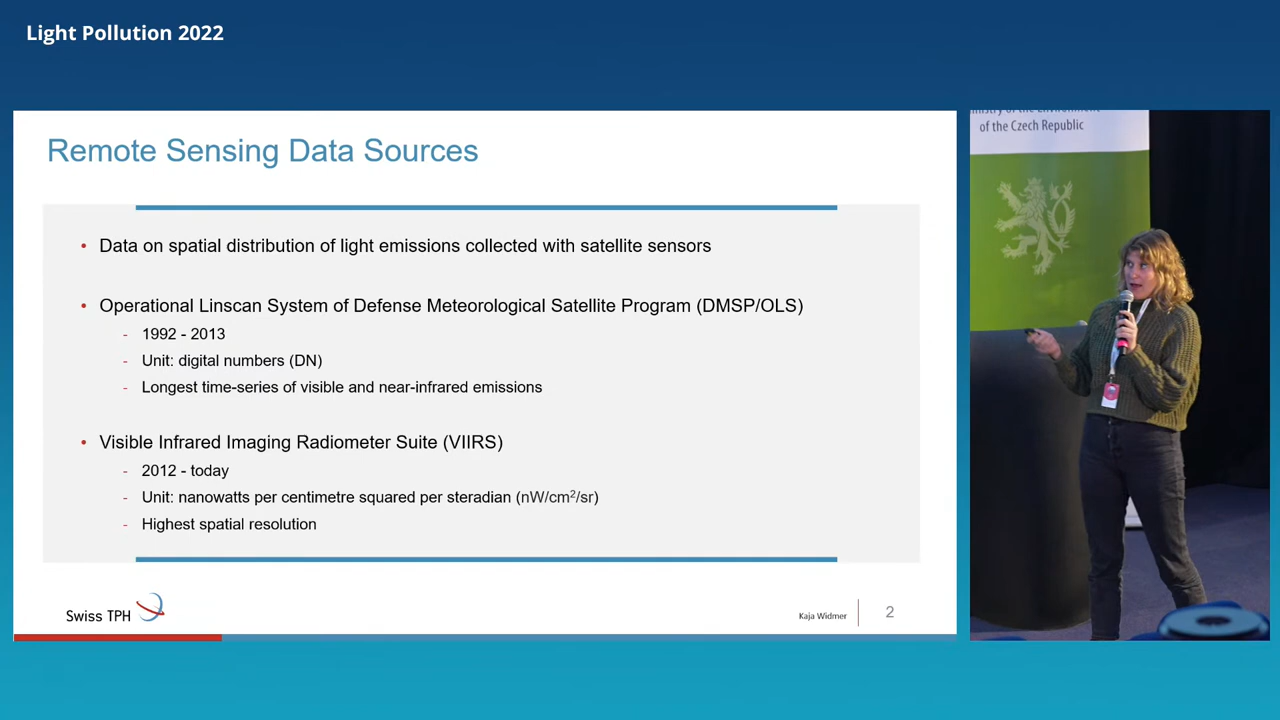 Light Pollution 2022
Remote Sensing Data Sources
• Data on spatial distribution of light emissions collected with satellite sensors
• Operational Linscan System of Defense Meteorological Satellite Program (DMSP/OLS)
- 1992 - 2013
- Unit: digital numbers (DN)
- Longest time-series of visible and near-infrared emissions
• Visible Infrared Imaging Radiometer Suite (VIIRS)
- 2012 - today
- Unit: nanowatts per centimetre squared per steradian (nW/cm²/sr)
- Highest spatial resolution
Swiss TPH
Kaja Widmer
2
of the Environment
of the Czech Republic